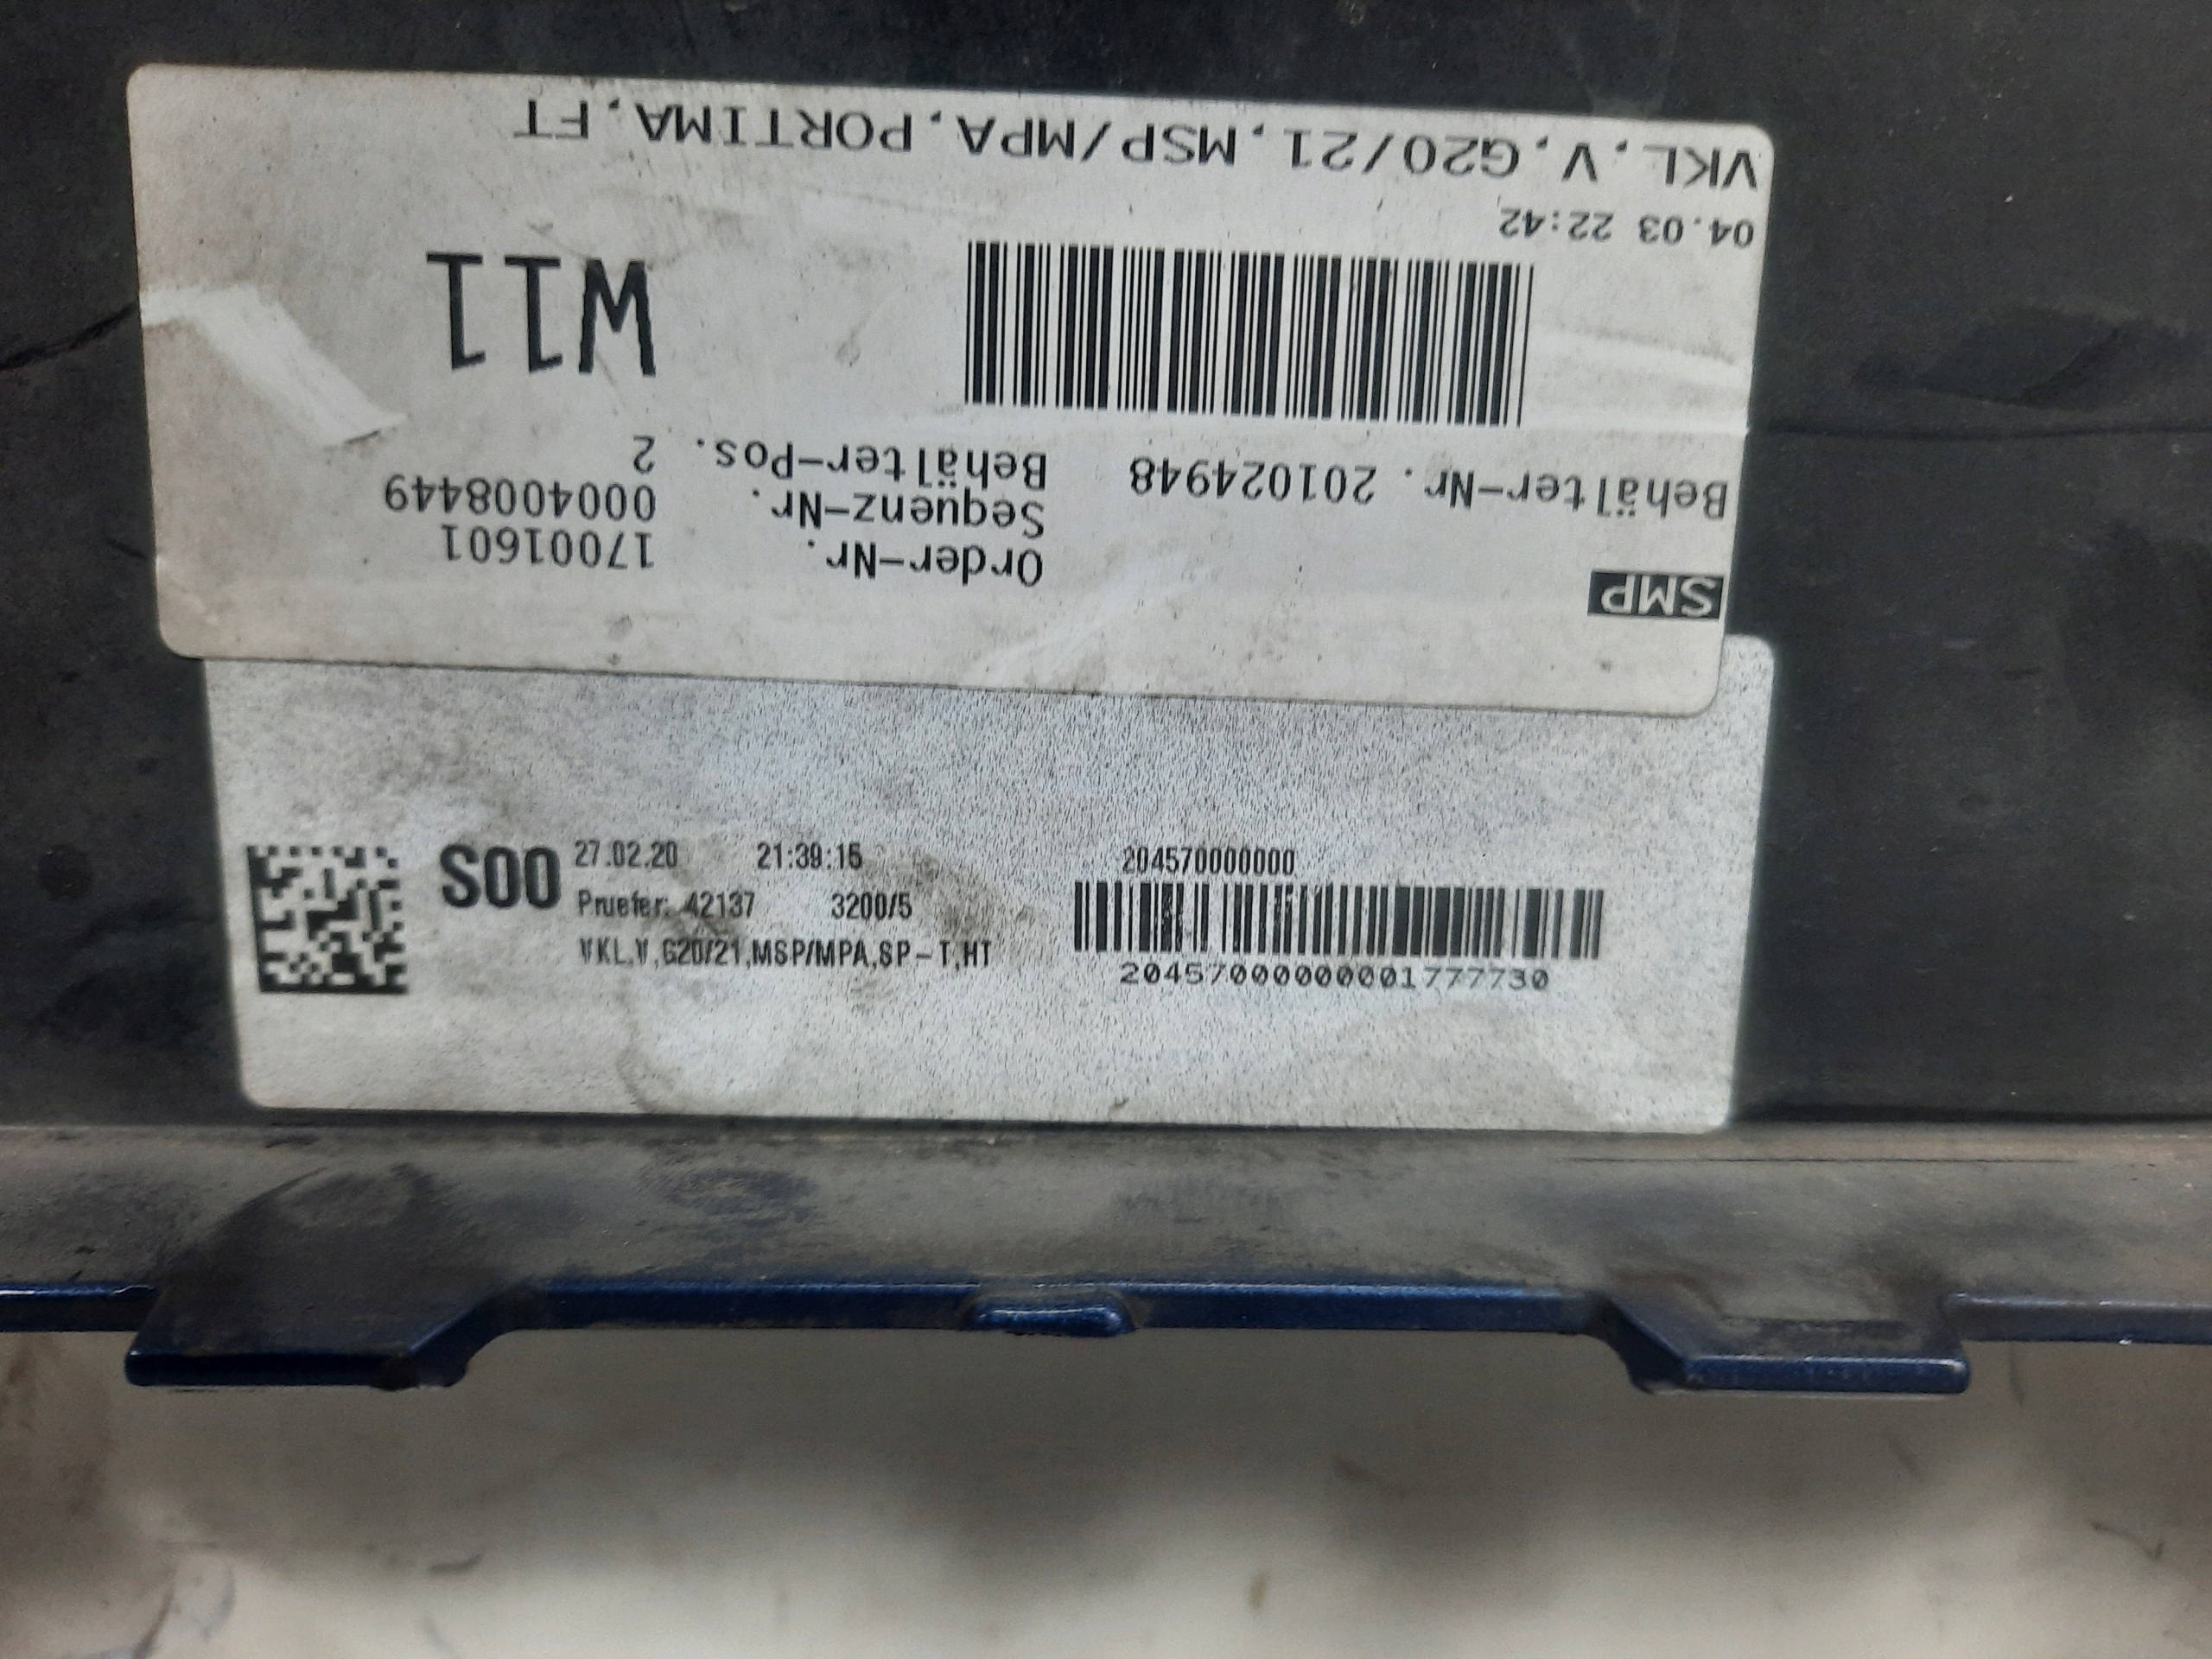 SMP
Order-Nr. 17001601
Sequenz-Nr. 0004008449
Behälter-Nr. 201024948 Behälter-Pos. 2
W11
04.03 22:42
VKL,V,G20/21,MSP/MPA,PORTIMA,FT
S00
27.02.20 21:39:15
Pruefer: 42137 3200/5
VKL,V,G20/21,MSP/MPA,SP-T,HT
204570000000
2045700000000001777730